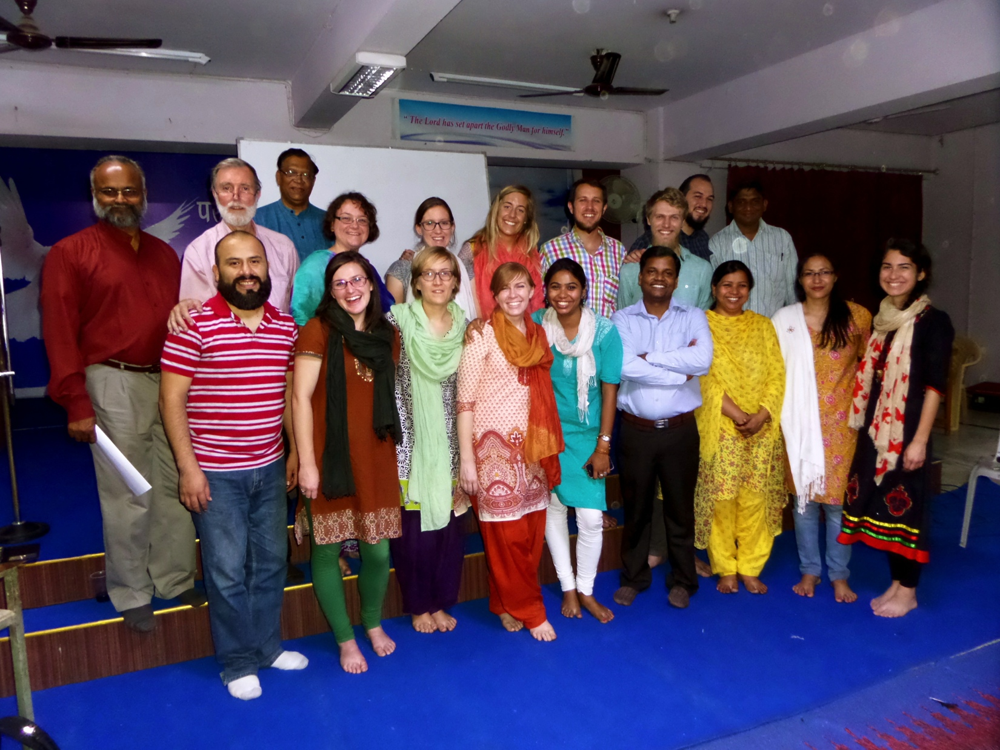 “ The Lord has set apart the Godly Man for himself.”